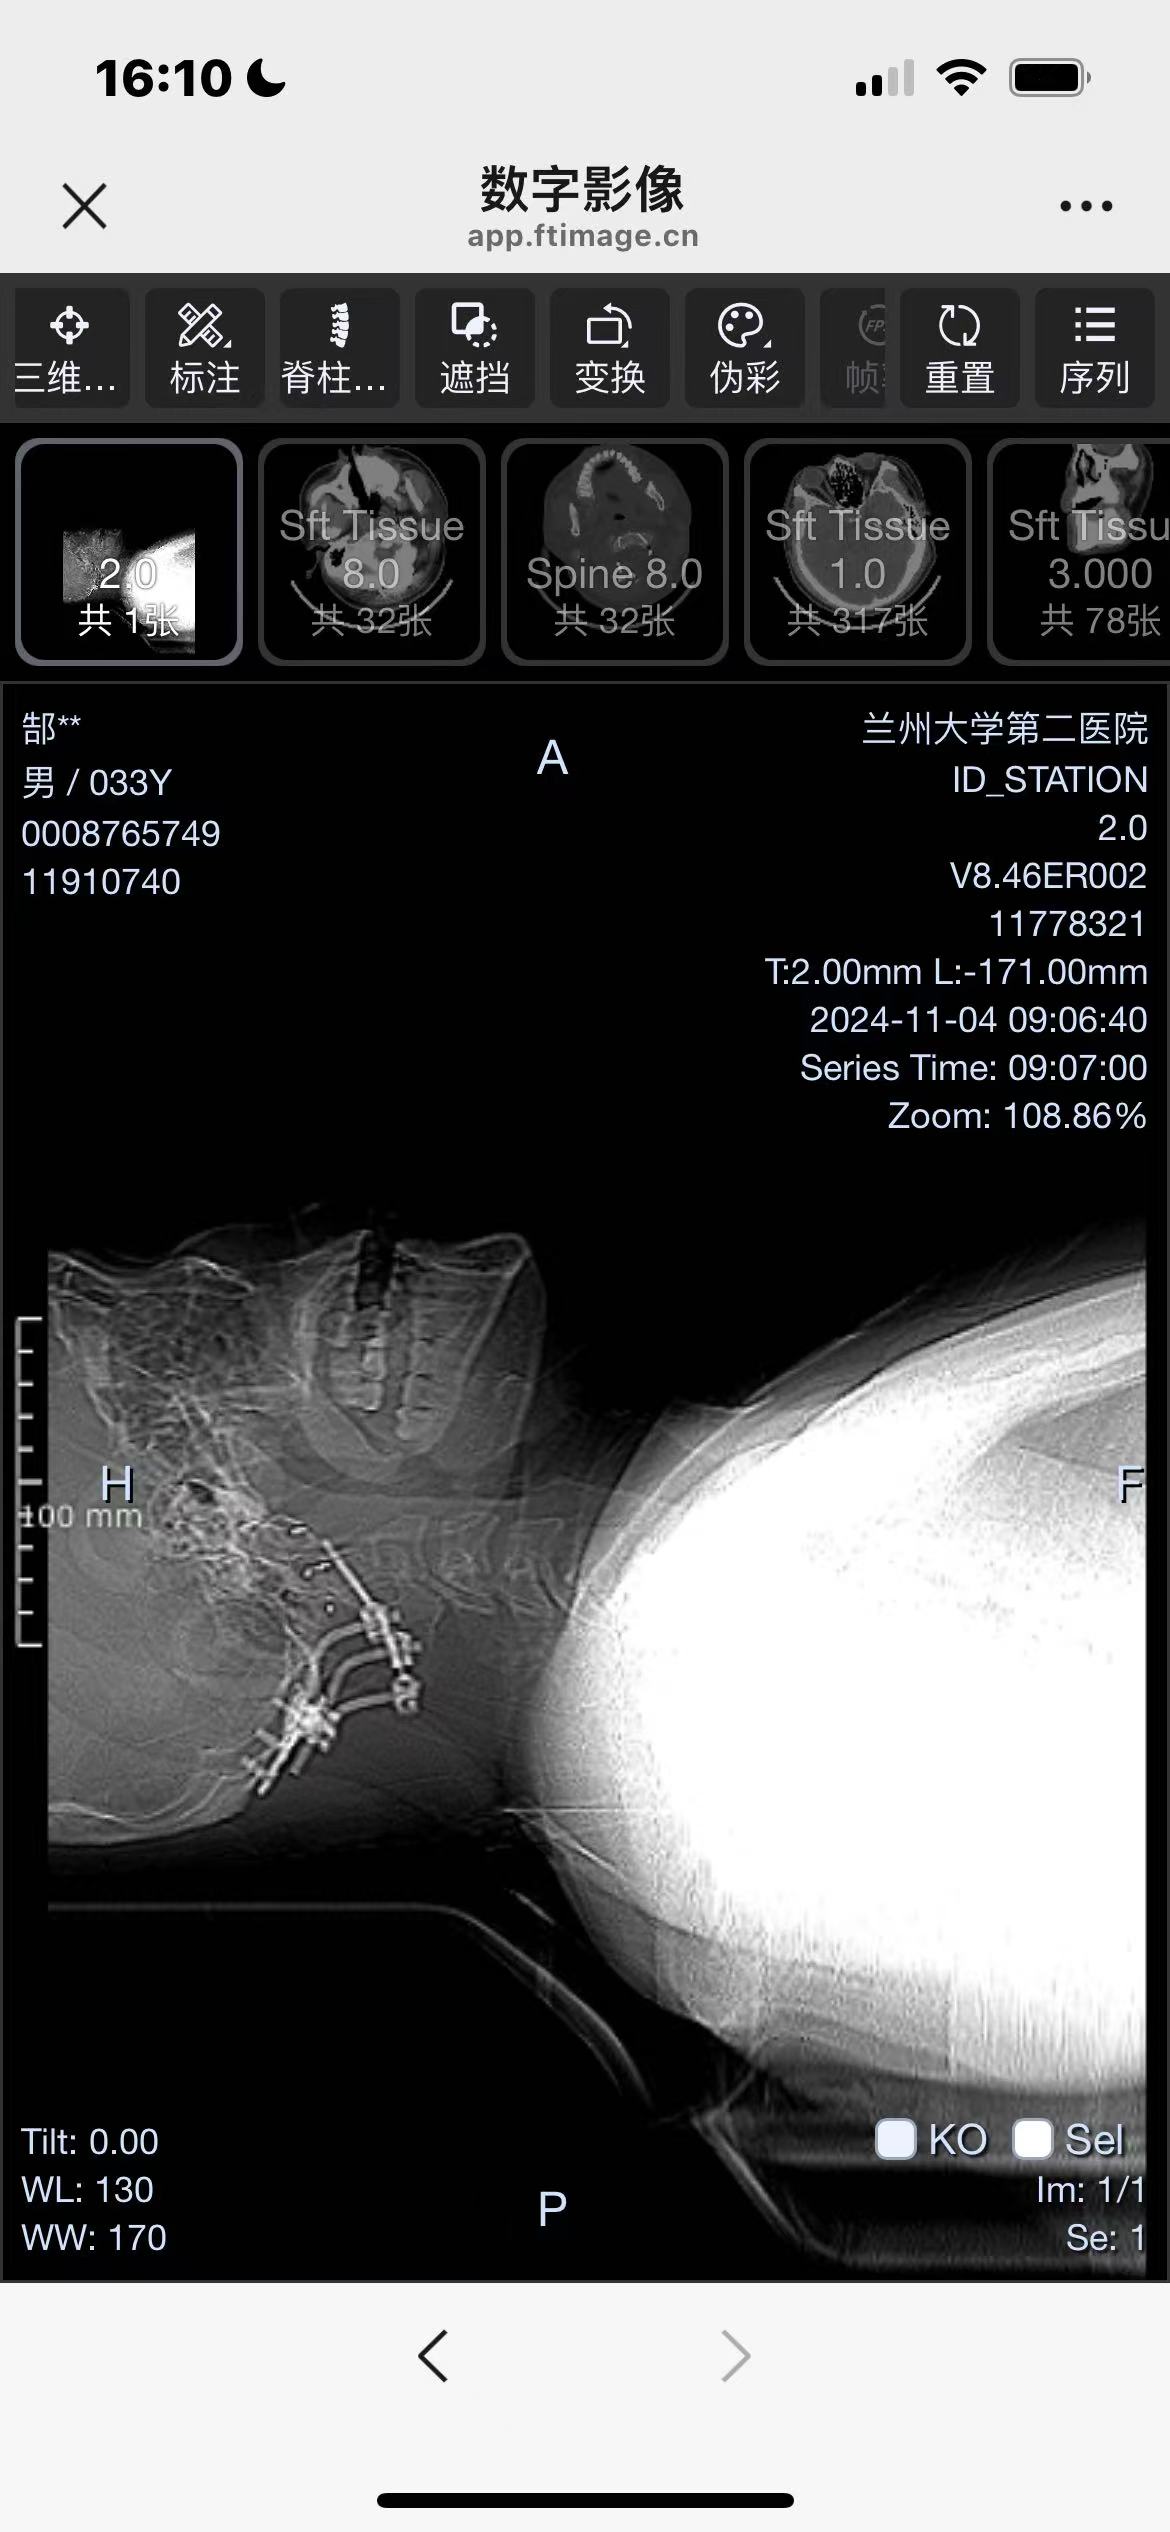 16:10
数字影像
app.ftimage.cn
三维...
标注
脊柱...
遮挡
变换
伪彩
FP
重置
序列
2.0
共 1张
Sft Tissue
8.0
共 32张
Spine 8.0
共 32张
Sft Tissue
1.0
共 317张
Sft Tissu
3.000
共 78张
郜**
男 / 033Y
0008765749
11910740
A
兰州大学第二医院
ID_STATION
2.0
V8.46ER002
11778321
T:2.00mm L:-171.00mm
2024-11-04 09:06:40
Series Time: 09:07:00
Zoom: 108.86%
H
F
100 mm
Tilt: 0.00
WL: 130
WW: 170
P
KO Sel
Im: 1/1
Se: 1